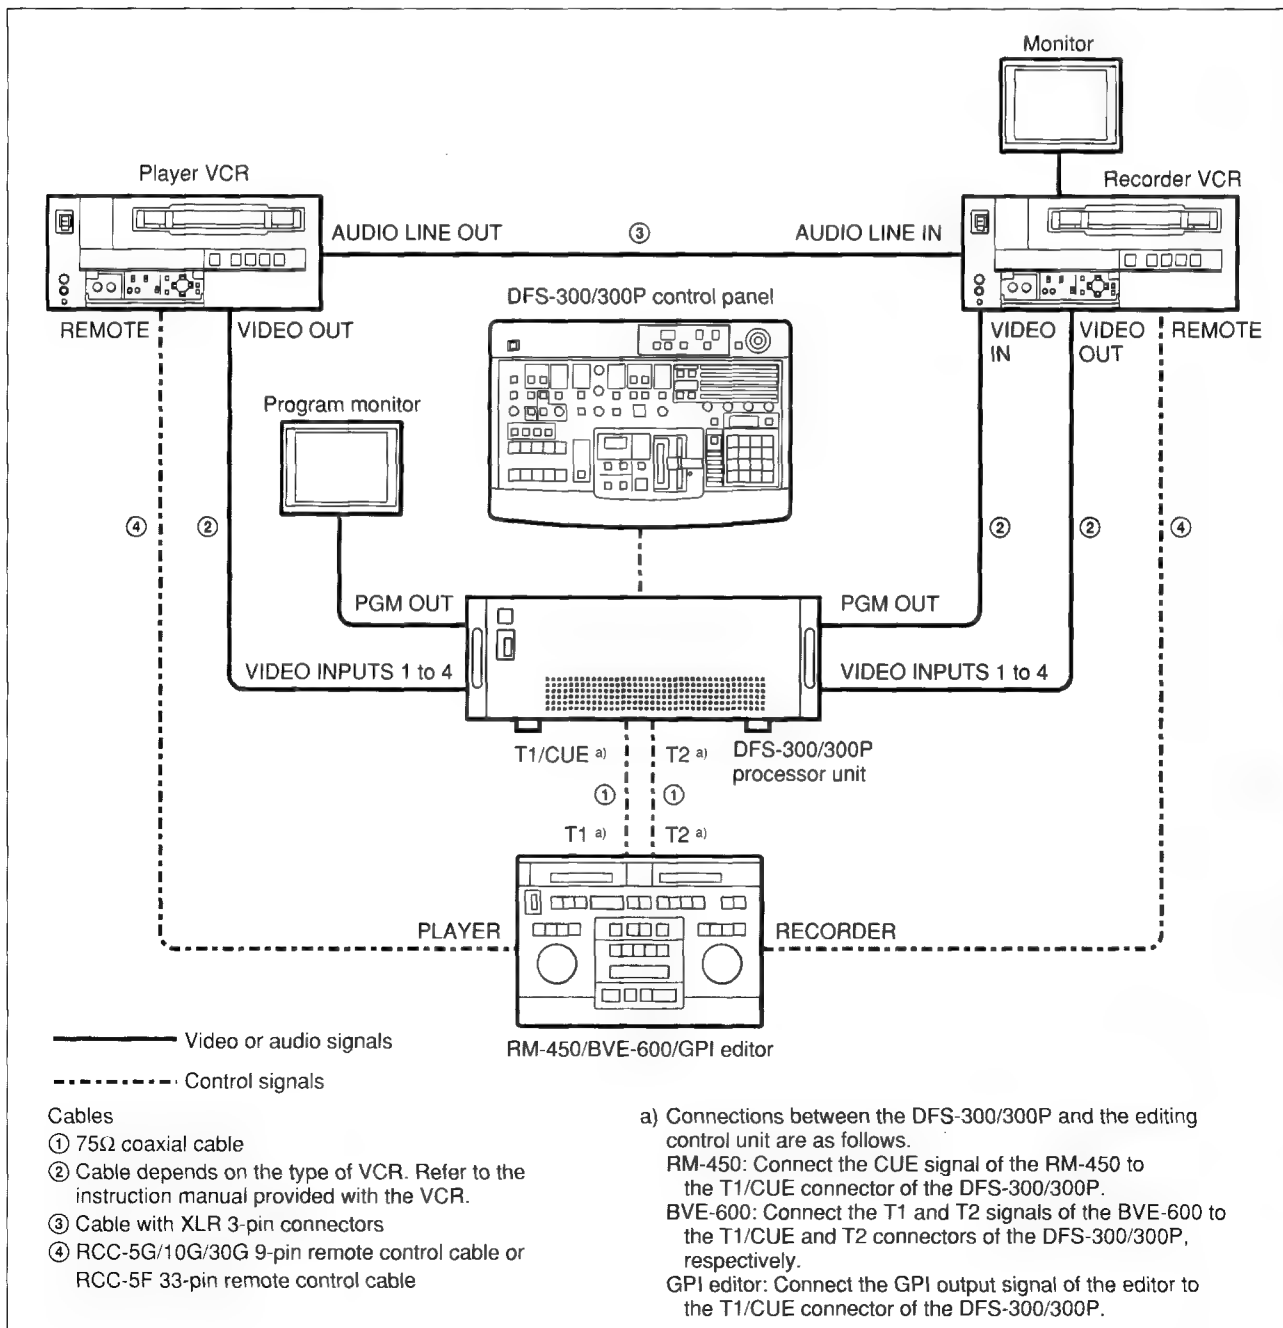 Monitor
Player VCR
Recorder VCR
AUDIO LINE OUT
③
AUDIO LINE IN
DFS-300/300P control panel
REMOTE
VIDEO OUT
VIDEO
IN
VIDEO
OUT
REMOTE
Program monitor
④
②
②
②
④
PGM OUT
PGM OUT
VIDEO INPUTS 1 to 4
VIDEO INPUTS 1 to 4
T1/CUE a)
T2 a)
DFS-300/300P
processor unit
①
①
T1 a)
T2 a)
PLAYER
RECORDER
RM-450/BVE-600/GPI editor
Video or audio signals
Control signals
Cables
① 75Ω coaxial cable
② Cable depends on the type of VCR. Refer to the
instruction manual provided with the VCR.
③ Cable with XLR 3-pin connectors
④ RCC-5G/10G/30G 9-pin remote control cable or
RCC-5F 33-pin remote control cable
a) Connections between the DFS-300/300P and the editing
control unit are as follows.
RM-450: Connect the CUE signal of the RM-450 to
the T1/CUE connector of the DFS-300/300P.
BVE-600: Connect the T1 and T2 signals of the BVE-600 to
the T1/CUE and T2 connectors of the DFS-300/300P,
respectively.
GPI editor: Connect the GPI output signal of the editor to
the T1/CUE connector of the DFS-300/300P.